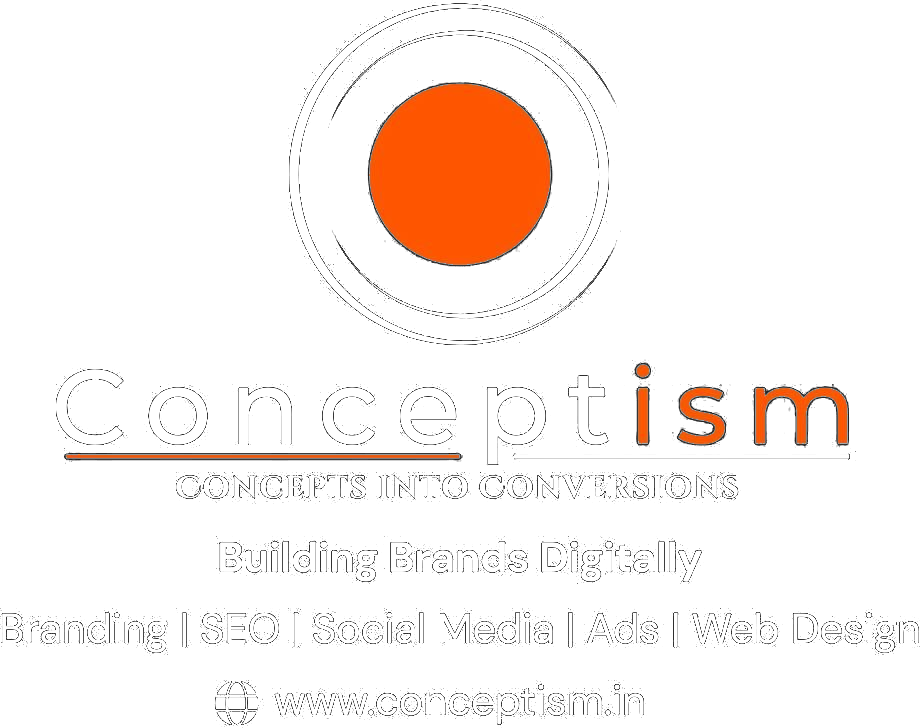 Conceptism
CONCEPTS INTO CONVERSIONS
Building Brands Digitally
Branding | SEO | Social Media | Ads | Web Design
www.conceptism.in